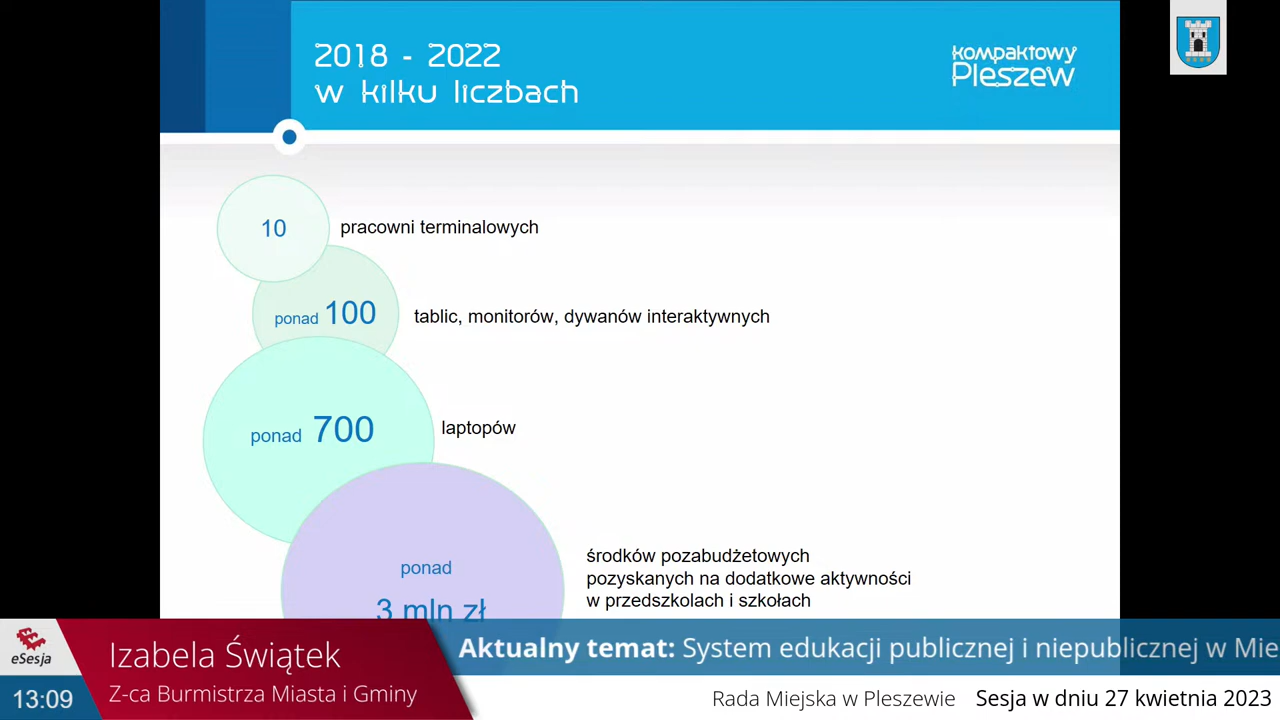 2018 - 2022
w kilku liczbach
kompaktowy
Pleszew
10
pracowni terminalowych
ponad 100
tablic, monitorów, dywanów interaktywnych
ponad 700
laptopów
ponad
3 mln zł
środków pozabudżetowych
pozyskanych na dodatkowe aktywności
w przedszkolach i szkołach
eSesja
13:09
Izabela Świątek
Z-ca Burmistrza Miasta i Gminy
Aktualny temat: System edukacji publicznej i niepublicznej w Mie
Rada Miejska w Pleszewie Sesja w dniu 27 kwietnia 2023